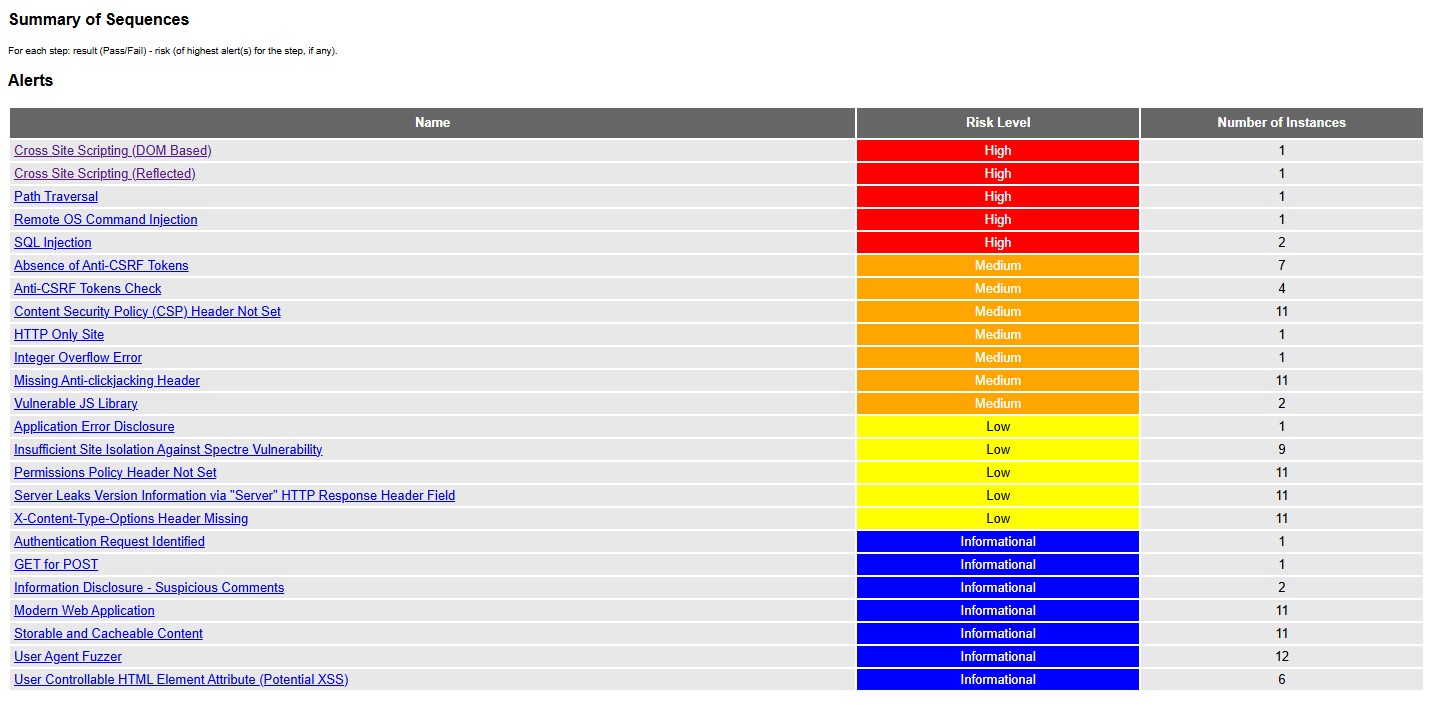 Summary of Sequences
For each step: result (Pass/Fail) - risk (of highest alert(s) for the step, if any).
Alerts
Name Risk Level Number of Instances
Cross Site Scripting (DOM Based) High 1
Cross Site Scripting (Reflected) High 1
Path Traversal High 1
Remote OS Command Injection High 1
SQL Injection High 2
Absence of Anti-CSRF Tokens Medium 7
Anti-CSRF Tokens Check Medium 4
Content Security Policy (CSP) Header Not Set Medium 11
HTTP Only Site Medium 1
Integer Overflow Error Medium 1
Missing Anti-clickjacking Header Medium 11
Vulnerable JS Library Medium 2
Application Error Disclosure Low 1
Insufficient Site Isolation Against Spectre Vulnerability Low 9
Permissions Policy Header Not Set Low 11
Server Leaks Version Information via "Server" HTTP Response Header Field Low 11
X-Content-Type-Options Header Missing Low 11
Authentication Request Identified Informational 1
GET for POST Informational 1
Information Disclosure - Suspicious Comments Informational 2
Modern Web Application Informational 11
Storable and Cacheable Content Informational 11
User Agent Fuzzer Informational 12
User Controllable HTML Element Attribute (Potential XSS) Informational 6